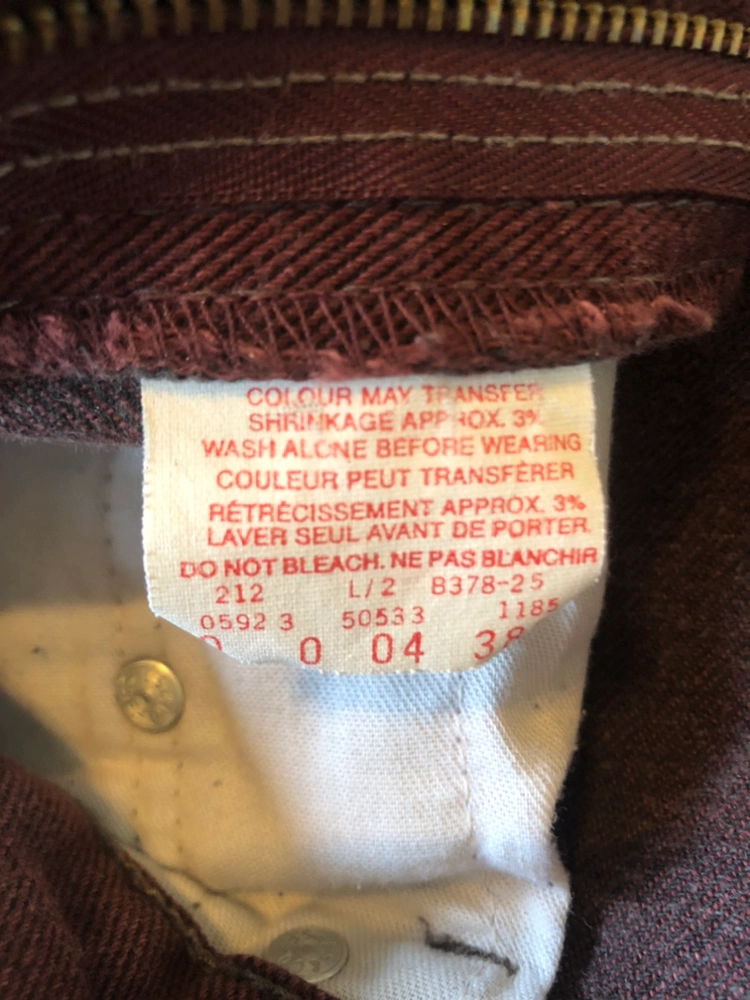 COLOUR MAY TRANSFER
SHRINKAGE APPROX. 3%
WASH ALONE BEFORE WEARING
COULEUR PEUT TRANSFÉRER
RÉTRÉCISSEMENT APPROX. 3%
LAVER SEUL AVANT DE PORTER.
DO NOT BLEACH. NE PAS BLANCHIR
212 L/2 B378-25
0592 3 50533 1185
0 04